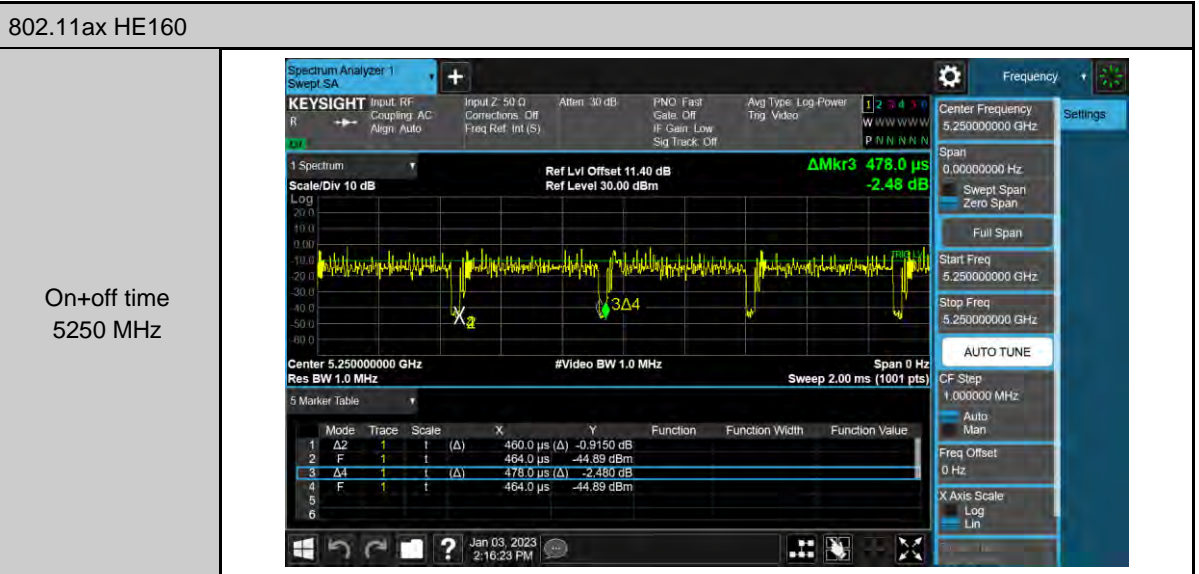 802.11ax HE160
On+off time
5250 MHz
Spectrum Analyzer 1
Swept SA
Frequency
KEYSIGHT
R
Input: RF
Coupling: AC
Align: Auto
Input Z: 50 Ω
Corrections: Off
Freq Ref: Int (S)
Atten: 30 dB
PNO: Fast
Gate: Off
IF Gain: Low
Sig Track: Off
Avg Type: Log-Power
Trig: Video
1 2 3 4 5 6
W W W W W W
P N N N N N
1 Spectrum
Scale/Div 10 dB
Ref Lvl Offset 11.40 dB
Ref Level 30.00 dBm
ΔMkr3 478.0 µs
-2.48 dB
Log
20.0
10.0
0.00
-10.0
-20.0
-30.0
-40.0
-50.0
-60.0
3Δ4
Center 5.250000000 GHz
#Video BW 1.0 MHz
Span 0 Hz
Res BW 1.0 MHz
Sweep 2.00 ms (1001 pts)
5 Marker Table
Mode Trace Scale X Y Function Function Width Function Value
1 Δ2 1 t (Δ) 460.0 µs (Δ) -0.9150 dB
2 F 1 t 464.0 µs -44.89 dBm
3 Δ4 1 t (Δ) 478.0 µs (Δ) -2.480 dB
4 F 1 t 464.0 µs -44.89 dBm
5
6
Jan 03, 2023
2:16:23 PM
Center Frequency
5.250000000 GHz
Settings
Span
0.00000000 Hz
Swept Span
Zero Span
Full Span
Start Freq
5.250000000 GHz
Stop Freq
5.250000000 GHz
AUTO TUNE
CF Step
1.000000 MHz
Auto
Man
Freq Offset
0 Hz
X Axis Scale
Log
Lin